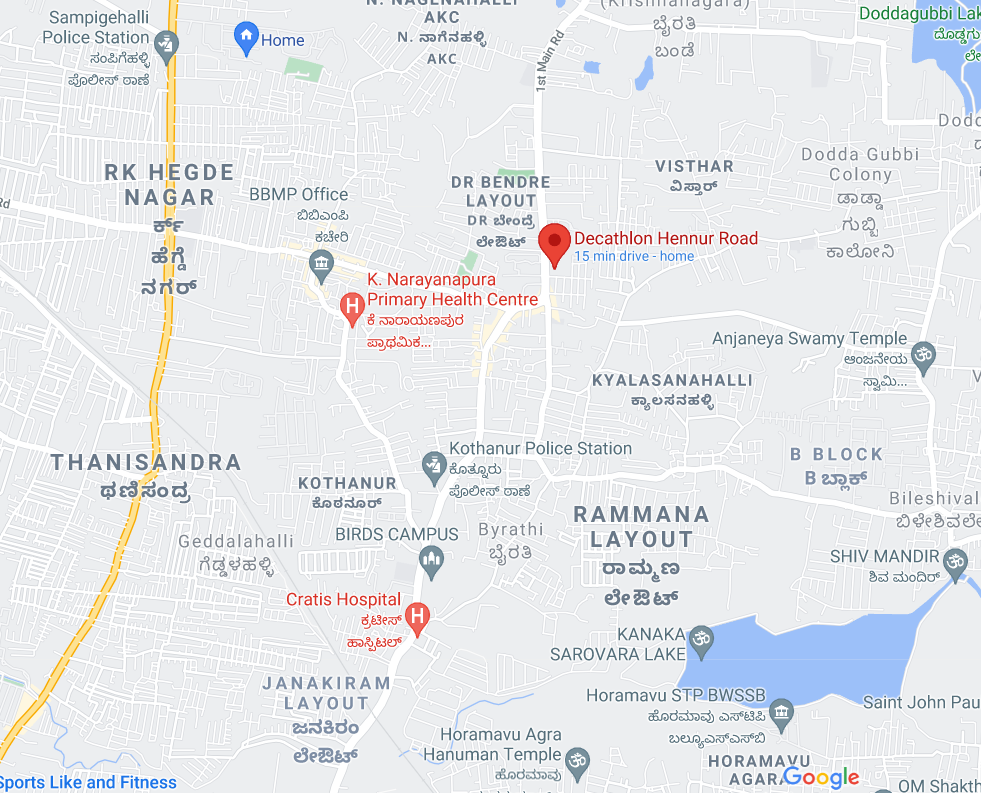 N. NAGENAHALLI
AKC
N. ನಾಗೆನಹಳ್ಳಿ
AKC
Sampigehalli
Police Station
ಸಂಪಿಗೆಹಳ್ಳಿ
ಪೊಲೀಸ್ ಠಾಣೆ
Home
1st Main Rd
(Krishnanagara)
ಬೈರತಿ
ಬಂಡೆ
Doddagubbi Lak
ದೊಡ್ಡಗು
Dodda
RK HEGDE
NAGAR
ರ್ಕ್
ಹೆಗ್ಡೆ
ನಗರ್
Rd
BBMP Office
ಬಿಬಿಎಂಪಿ
ಕಚೇರಿ
DR BENDRE
LAYOUT
DR ಬೇಂದ್ರೆ
ಲೇಔಟ್
VISTHAR
ವಿಸ್ತಾರ್
Dodda Gubbi
Colony
ಡಾಡ್ಡಾ
ಗುಬ್ಬಿ
ಕಾಲೋನಿ
Decathlon Hennur Road
15 min drive - home
K. Narayanapura
Primary Health Centre
ಕೆ ನಾರಾಯಣಪುರ
ಪ್ರಾಥಮಿಕ...
Anjaneya Swamy Temple
ಆಂಜನೇಯ
ಸ್ವಾಮಿ...
KYALASANAHALLI
ಕ್ಯಾಲಸನಹಳ್ಳಿ
THANISANDRA
ಥಣಿಸಂದ್ರ
KOTHANUR
ಕೊಠನೂರ್
Kothanur Police Station
ಕೊತ್ನೂರು
ಪೊಲೀಸ್ ಠಾಣೆ
B BLOCK
B ಬ್ಲಾಕ್
Bileshival
ಬಿಳೇಶಿವಲೇ
Geddalahalli
ಗೆಡ್ಡಳಹಳ್ಳಿ
BIRDS CAMPUS
Byrathi
ಬೈರತಿ
RAMMANA
LAYOUT
ರಾಮ್ಮಣ
ಲೇಔಟ್
SHIV MANDIR
ಶಿವ ಮಂದಿರ್
Cratis Hospital
ಕ್ರಟೀಸ್
ಹಾಸ್ಪಿಟಲ್
KANAKA
SAROVARA LAKE
JANAKIRAM
LAYOUT
ಜನಕಿರಂ
ಲೇಔಟ್
Horamavu STP BWSSB
ಹೊರಮಾವು ಎಸ್‌ಟಿಪಿ
ಬಲ್ಯೂಎಸ್‌ಎಸ್‌ಬಿ
Saint John Pau
Horamavu Agra
Hanuman Temple
ಹೊರಮಾವು
HORAMAVU
AGARA
Google
Sports Like and Fitness
OM Shakth